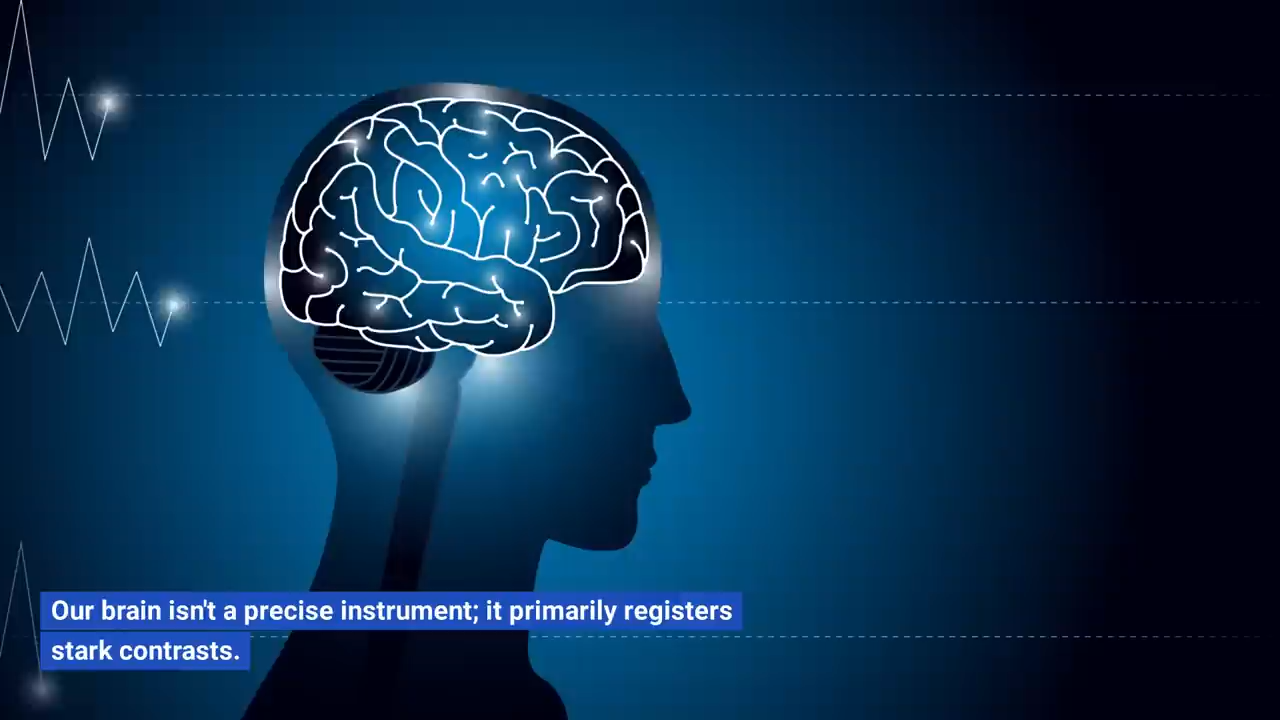 Our brain isn't a precise instrument; it primarily registers
stark contrasts.